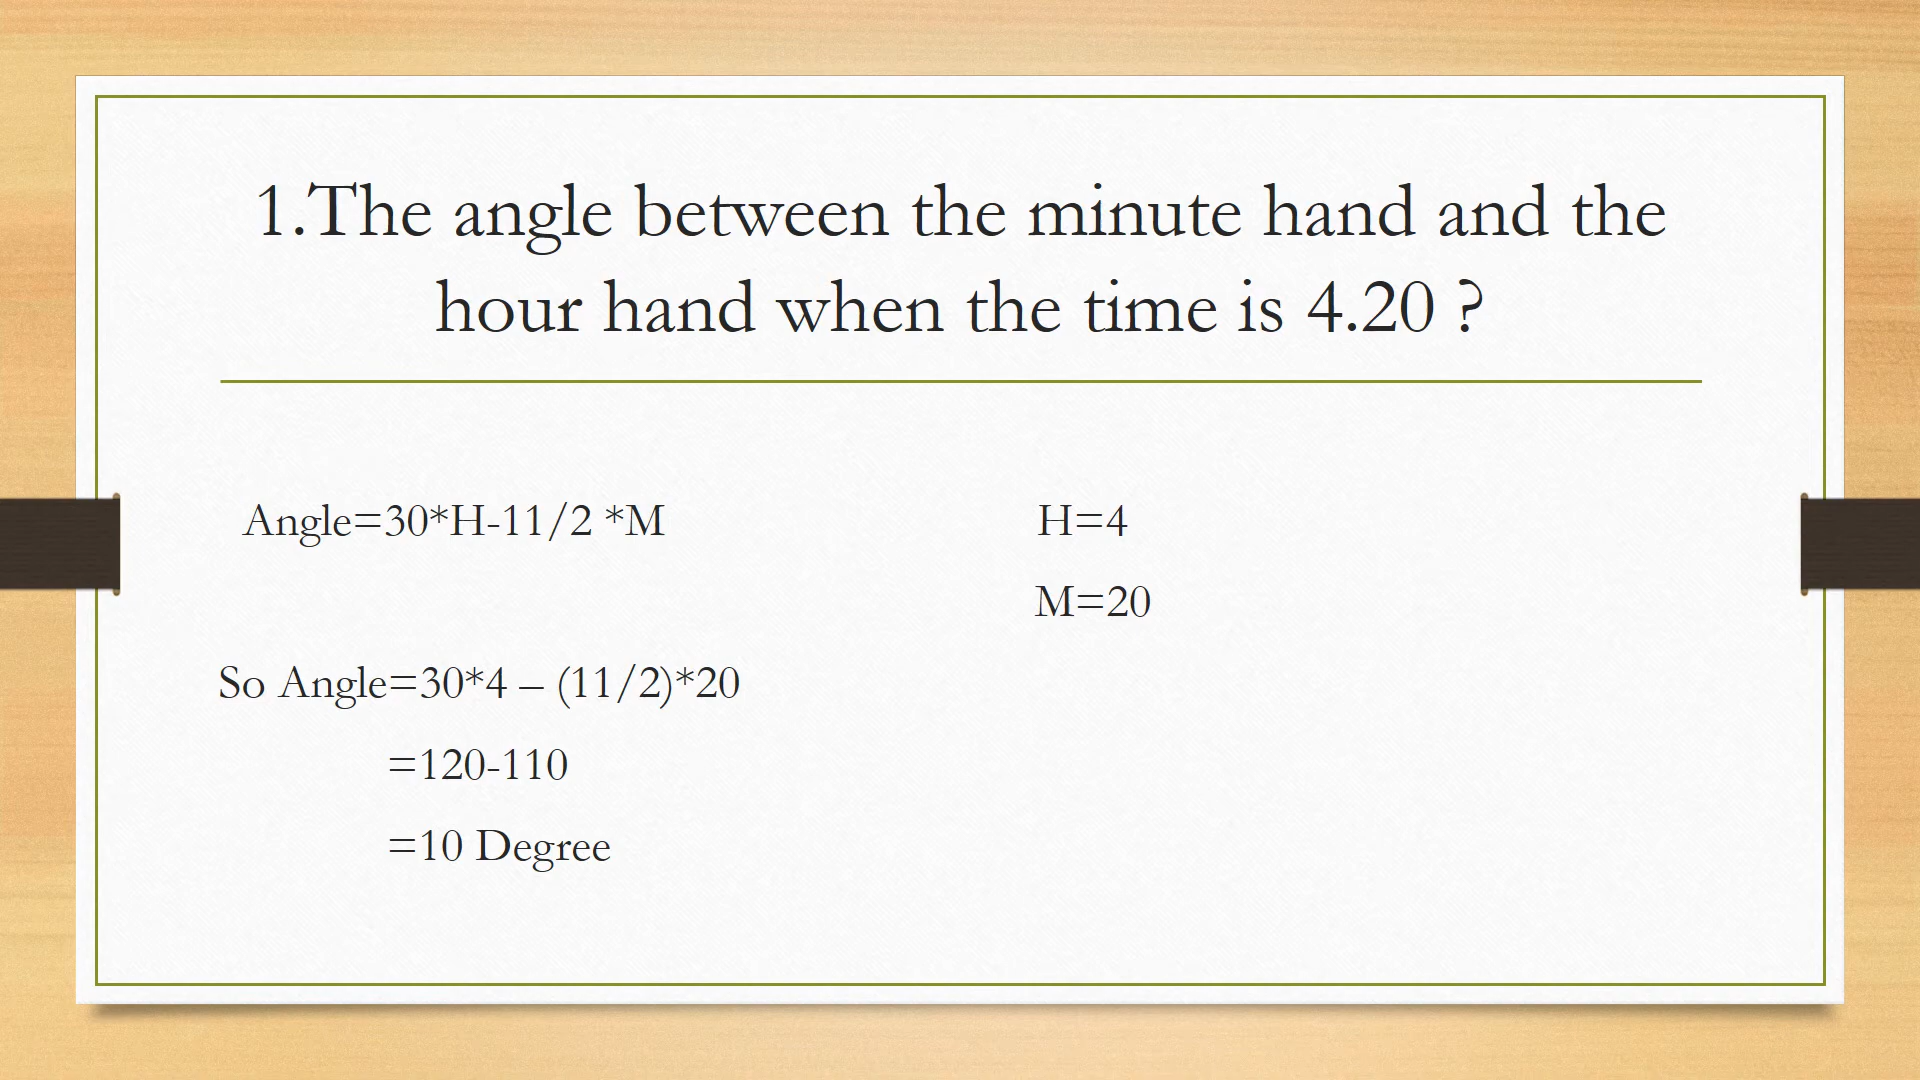 1.The angle between the minute hand and the
hour hand when the time is 4.20 ?
Angle=30*H-11/2 *M
H=4
M=20
So Angle=30*4 – (11/2)*20
=120-110
=10 Degree